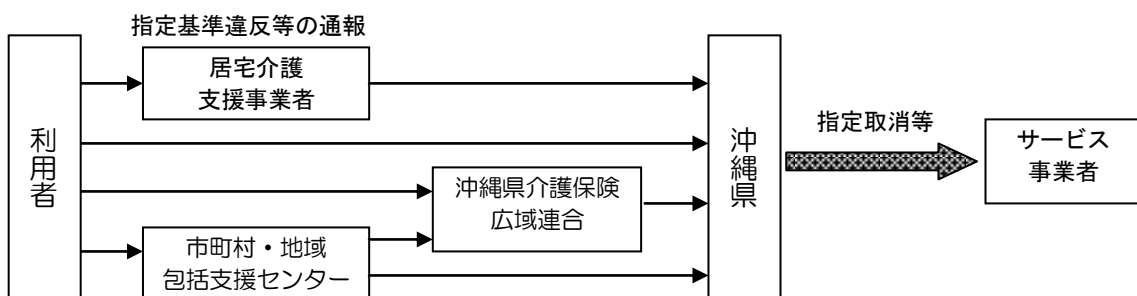 指定基準違反等の通報
居宅介護
支援事業者
利用者
沖縄県
指定取消等
サービス
事業者
沖縄県介護保険
広域連合
市町村・地域
包括支援センター